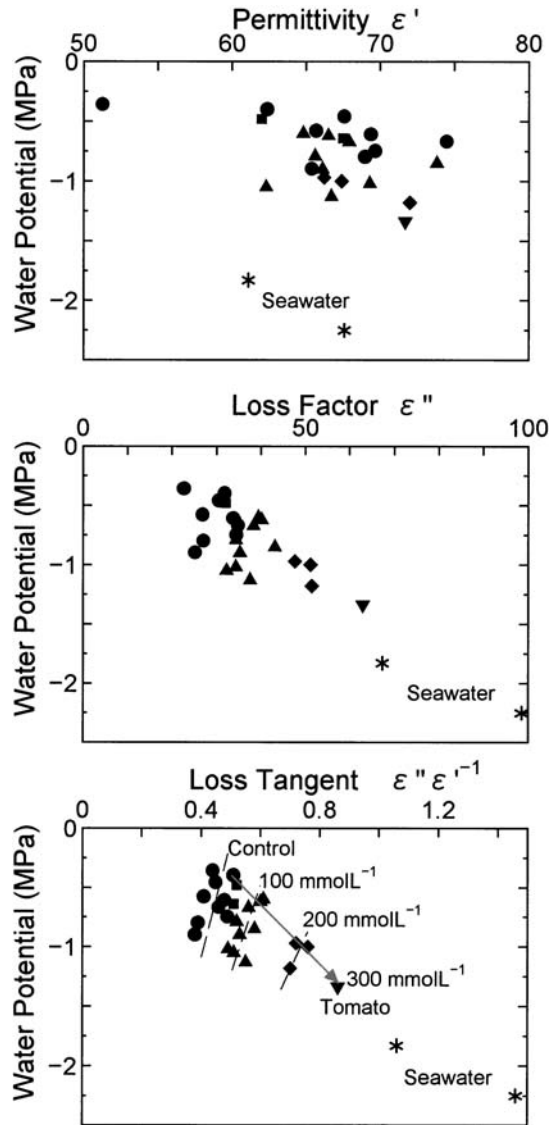 Permittivity ε'
50 60 70 80
0
−1
−2
Water Potential (MPa)
Seawater
Loss Factor ε"
0 50 100
0
−1
−2
Water Potential (MPa)
Seawater
Loss Tangent ε" ε'⁻¹
0 0.4 0.8 1.2
0
−1
−2
Water Potential (MPa)
Control
100 mmolL⁻¹
200 mmolL⁻¹
300 mmolL⁻¹
Tomato
Seawater